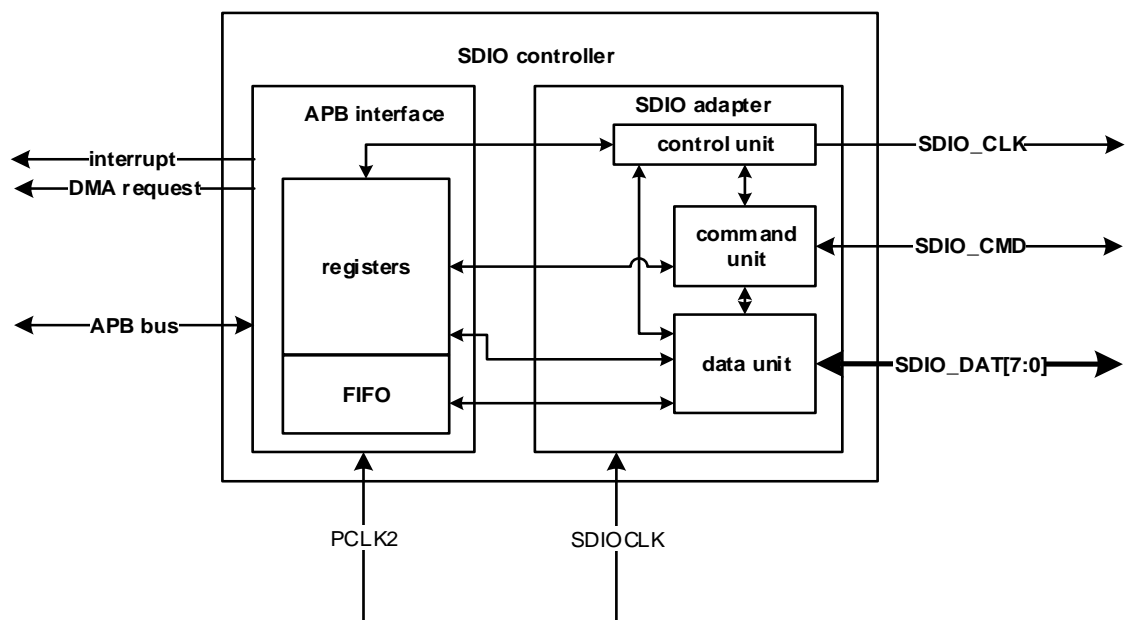 SDIO controller
APB interface
SDIO adapter
control unit
SDIO_CLK
interrupt
DMA request
registers
command
unit
SDIO_CMD
APB bus
data unit
SDIO_DAT[7:0]
FIFO
PCLK2
SDIOCLK